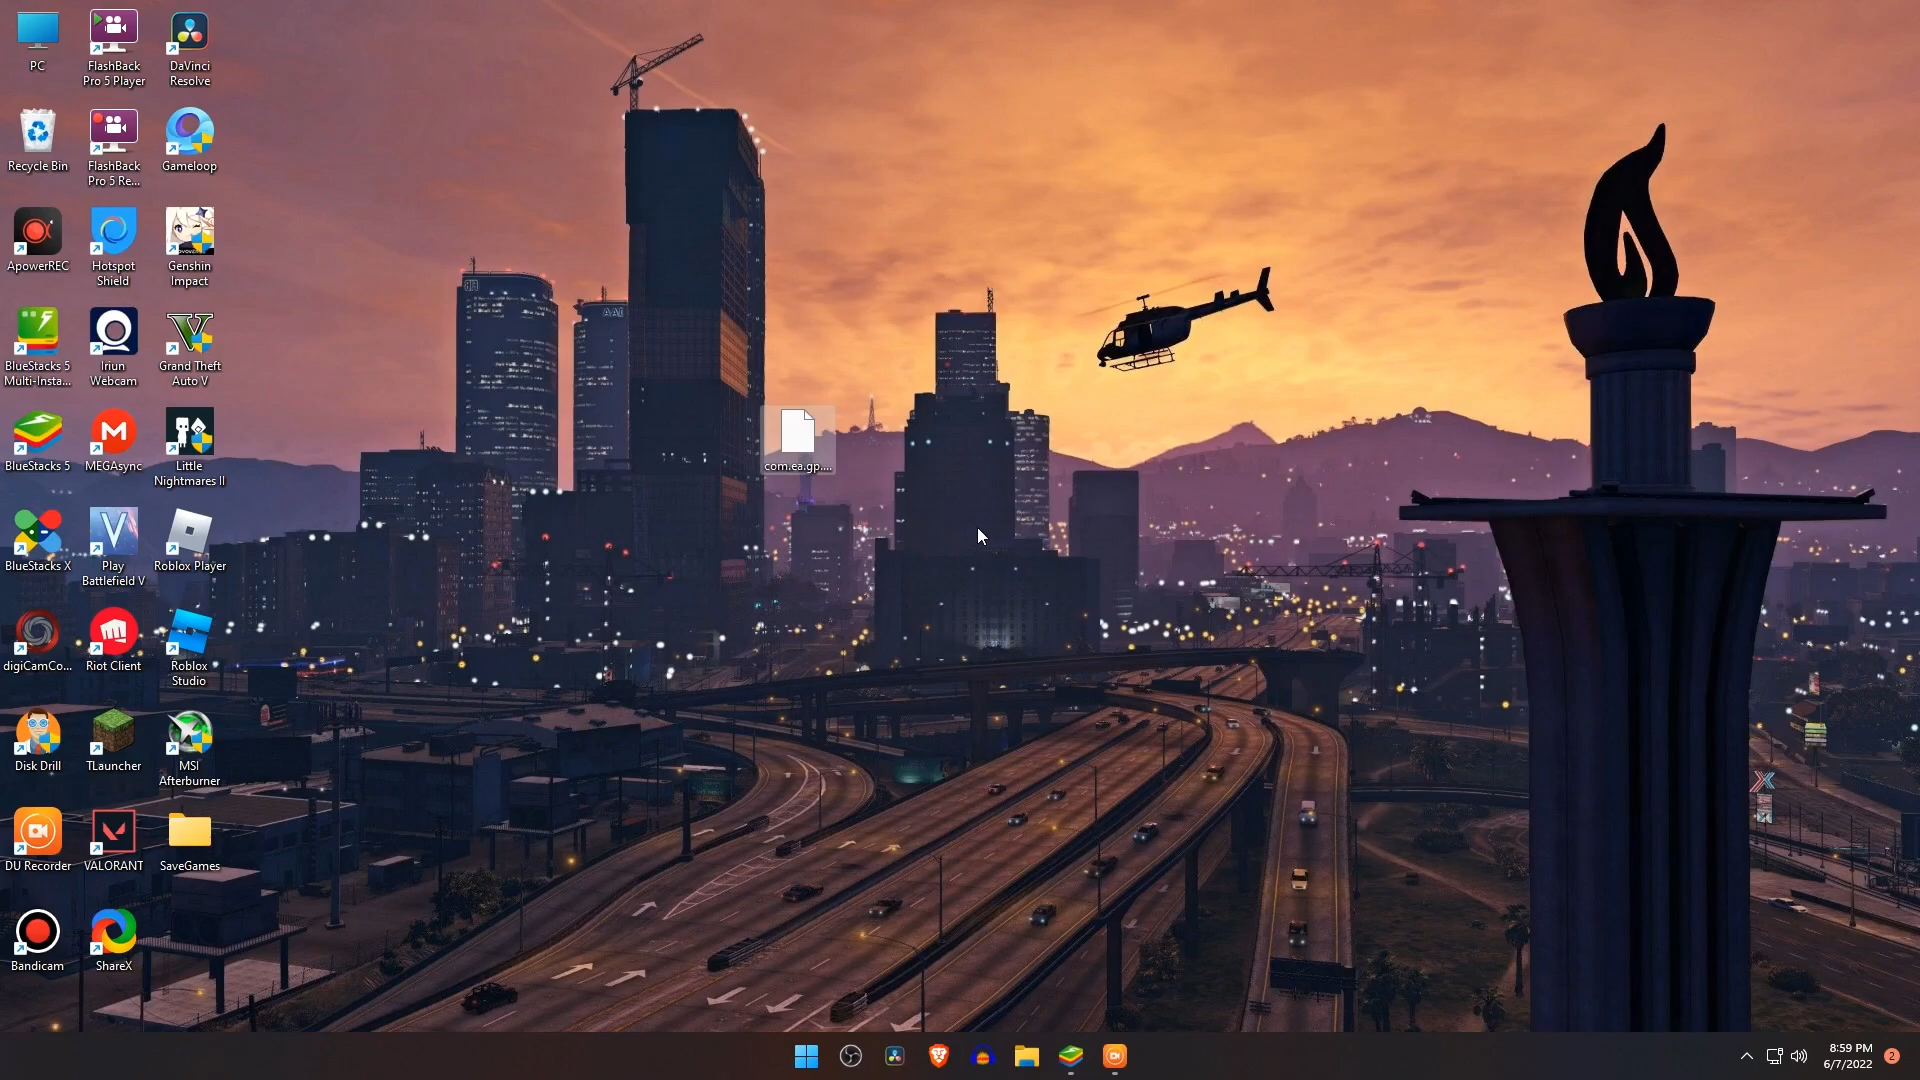 PC
FlashBack
Pro 5 Player
DaVinci
Resolve
Recycle Bin
FlashBack
Pro 5 Re...
Gameloop
ApowerREC
Hotspot
Shield
Genshin
Impact
BlueStacks 5
Multi-Insta...
Iriun
Webcam
Grand Theft
Auto V
BlueStacks 5
MEGAsync
Little
Nightmares II
BlueStacks X
Play
Battlefield V
Roblox Player
digiCamCo...
Riot Client
Roblox
Studio
Disk Drill
TLauncher
MSI
Afterburner
DU Recorder
VALORANT
SaveGames
Bandicam
ShareX
com.ea.gp....
8:59 PM
6/7/2022
2